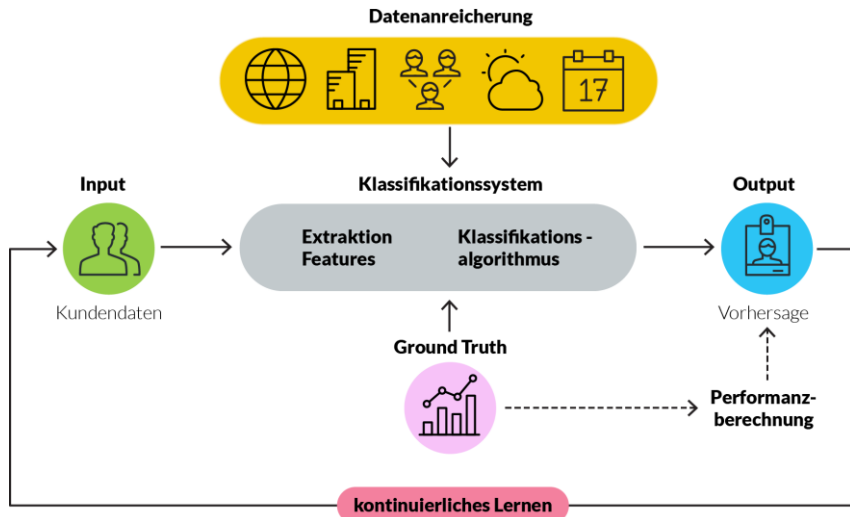 Datenanreicherung
17
Input
Klassifikationssystem
Output
Extraktion
Features
Klassifikations -
algorithmus
Kundendaten
Vorhersage
Ground Truth
Performanz-
berechnung
kontinuierliches Lernen